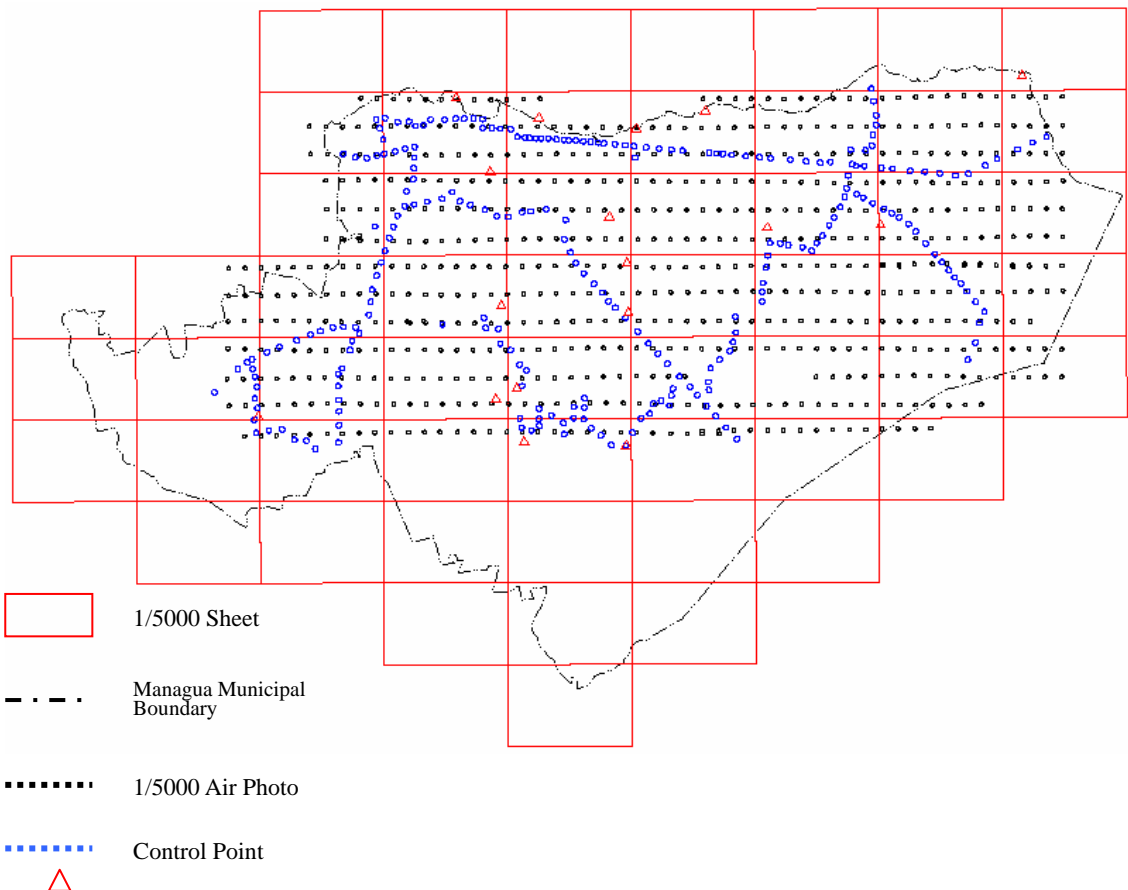 1/5000 Sheet
Managua Municipal
Boundary
1/5000 Air Photo
Control Point